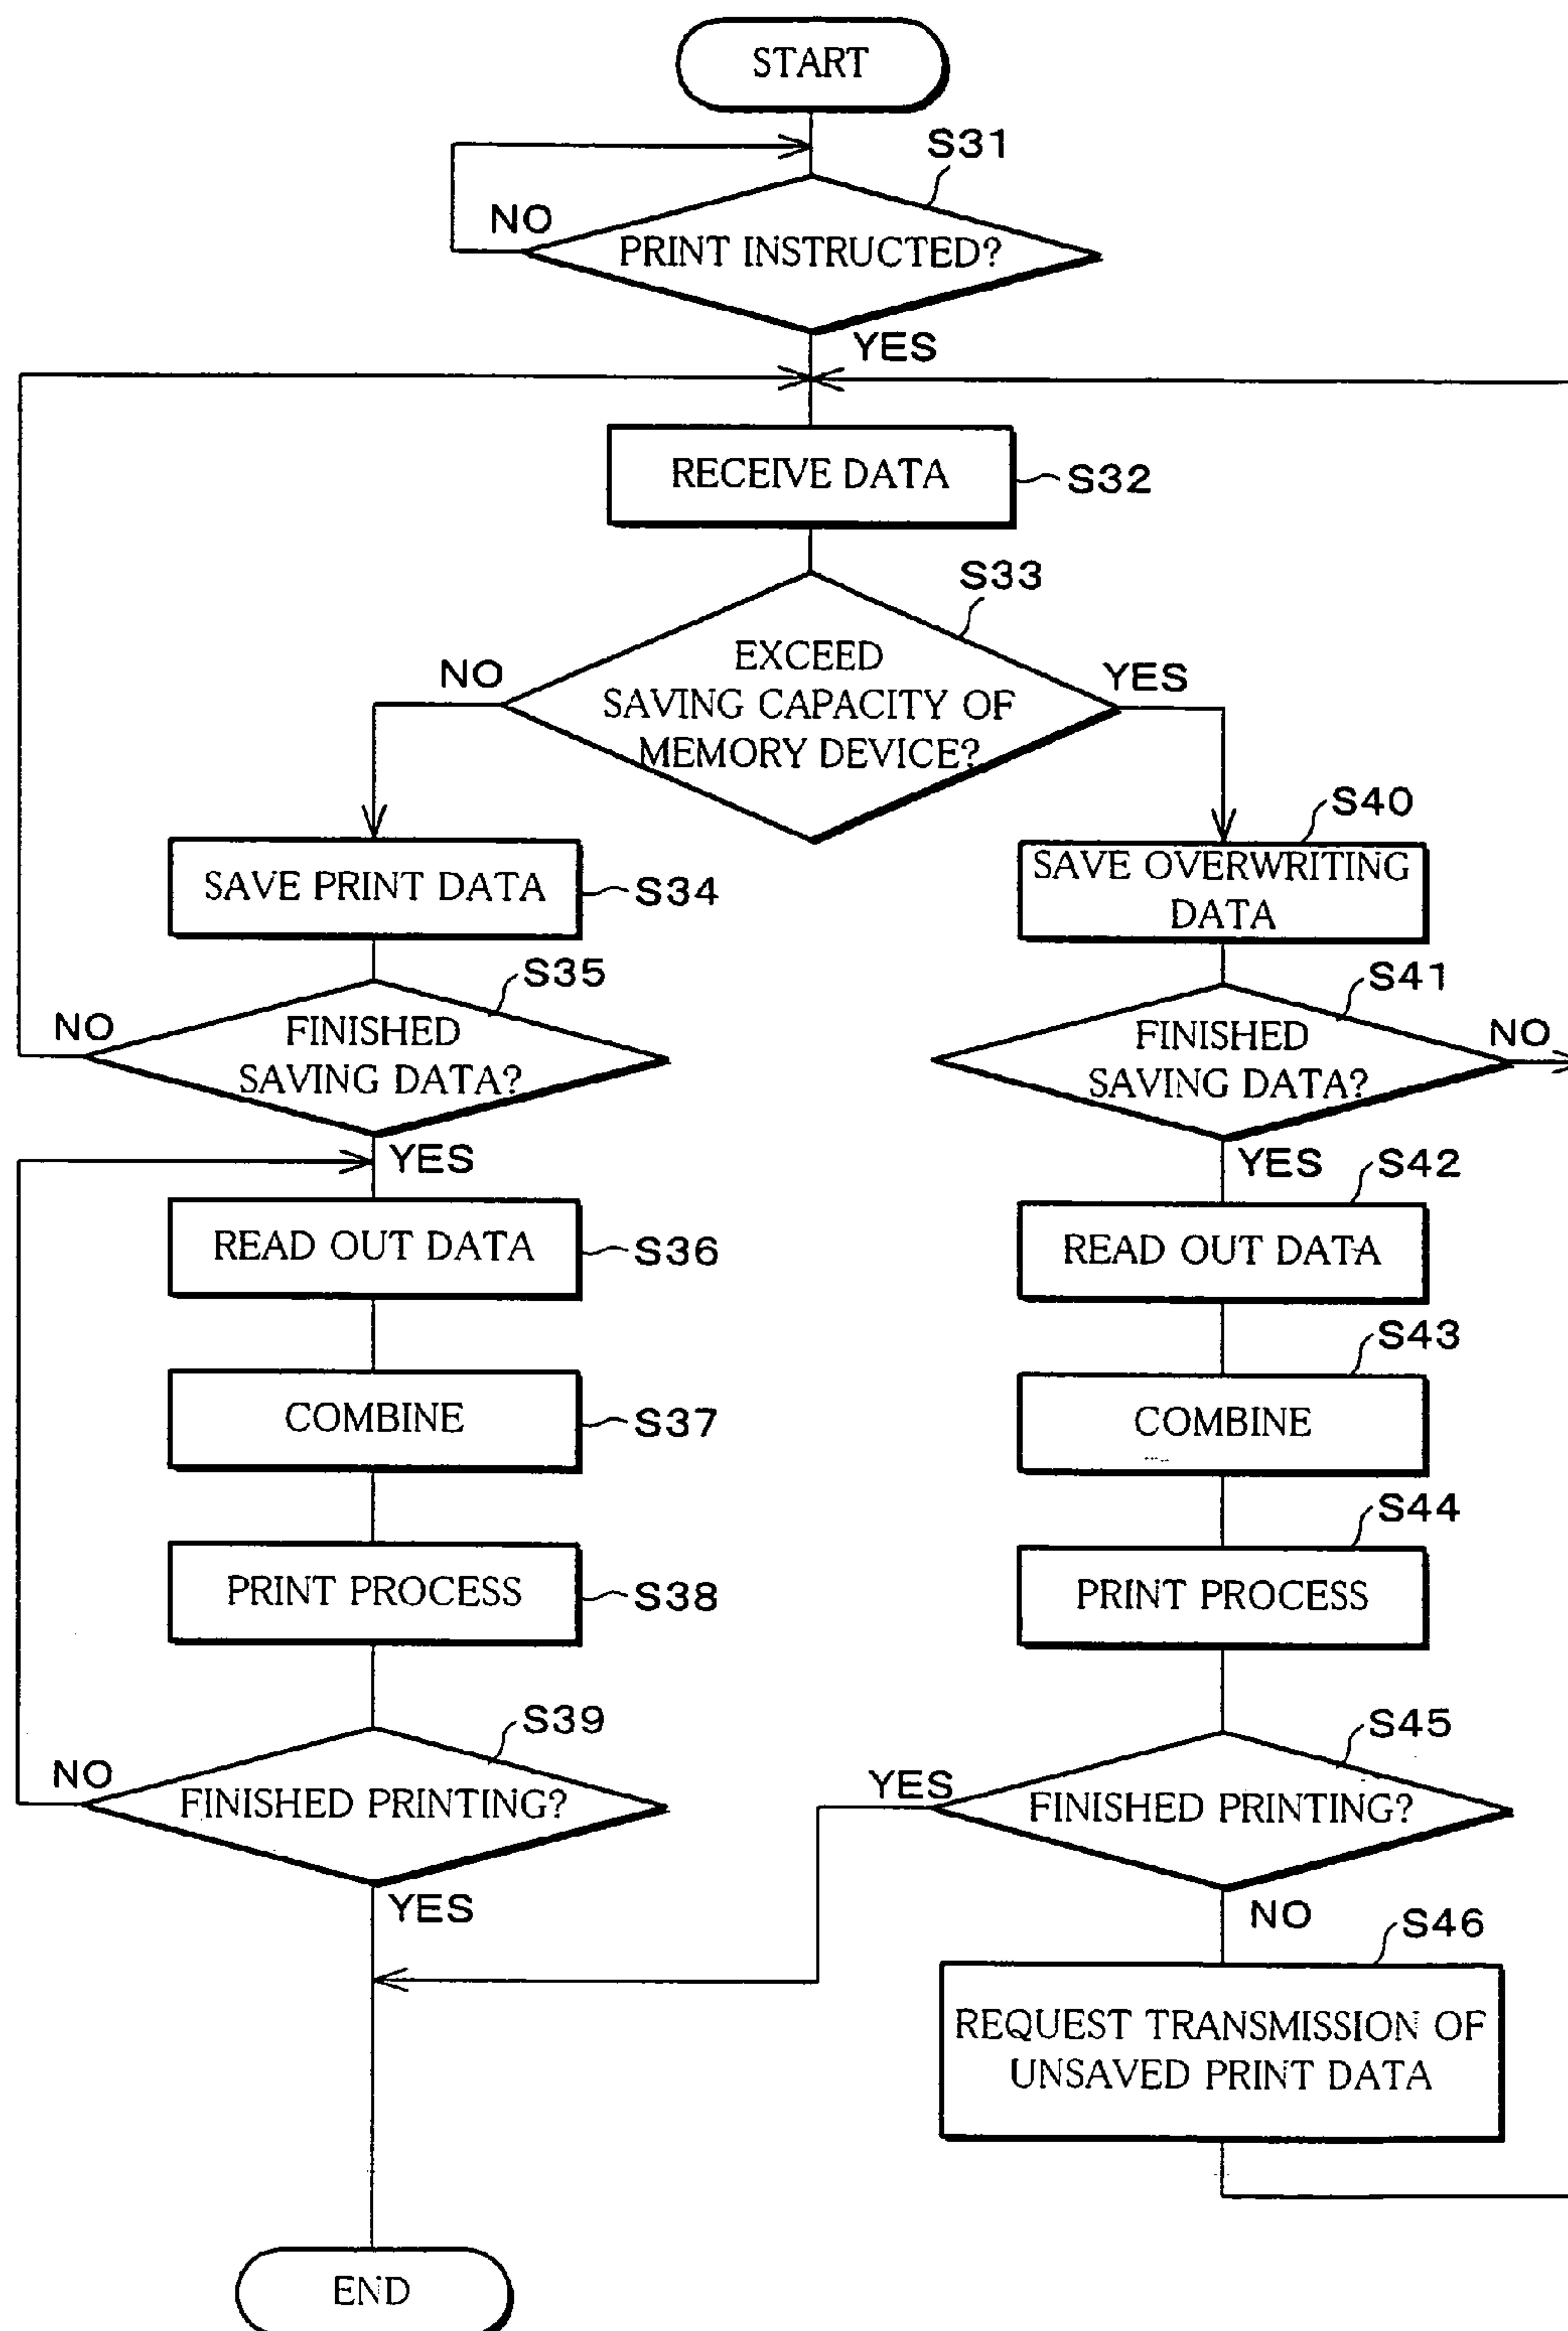 START
S31
NO
PRINT INSTRUCTED?
YES
RECEIVE DATA
S32
S33
EXCEED
SAVING CAPACITY OF
MEMORY DEVICE?
NO
YES
SAVE PRINT DATA
S34
S35
NO
FINISHED
SAVING DATA?
YES
READ OUT DATA
S36
COMBINE
S37
PRINT PROCESS
S38
S39
NO
FINISHED PRINTING?
YES
S40
SAVE OVERWRITING
DATA
S41
NO
FINISHED
SAVING DATA?
YES
S42
READ OUT DATA
S43
COMBINE
S44
PRINT PROCESS
S45
YES
FINISHED PRINTING?
NO
S46
REQUEST TRANSMISSION OF
UNSAVED PRINT DATA
END